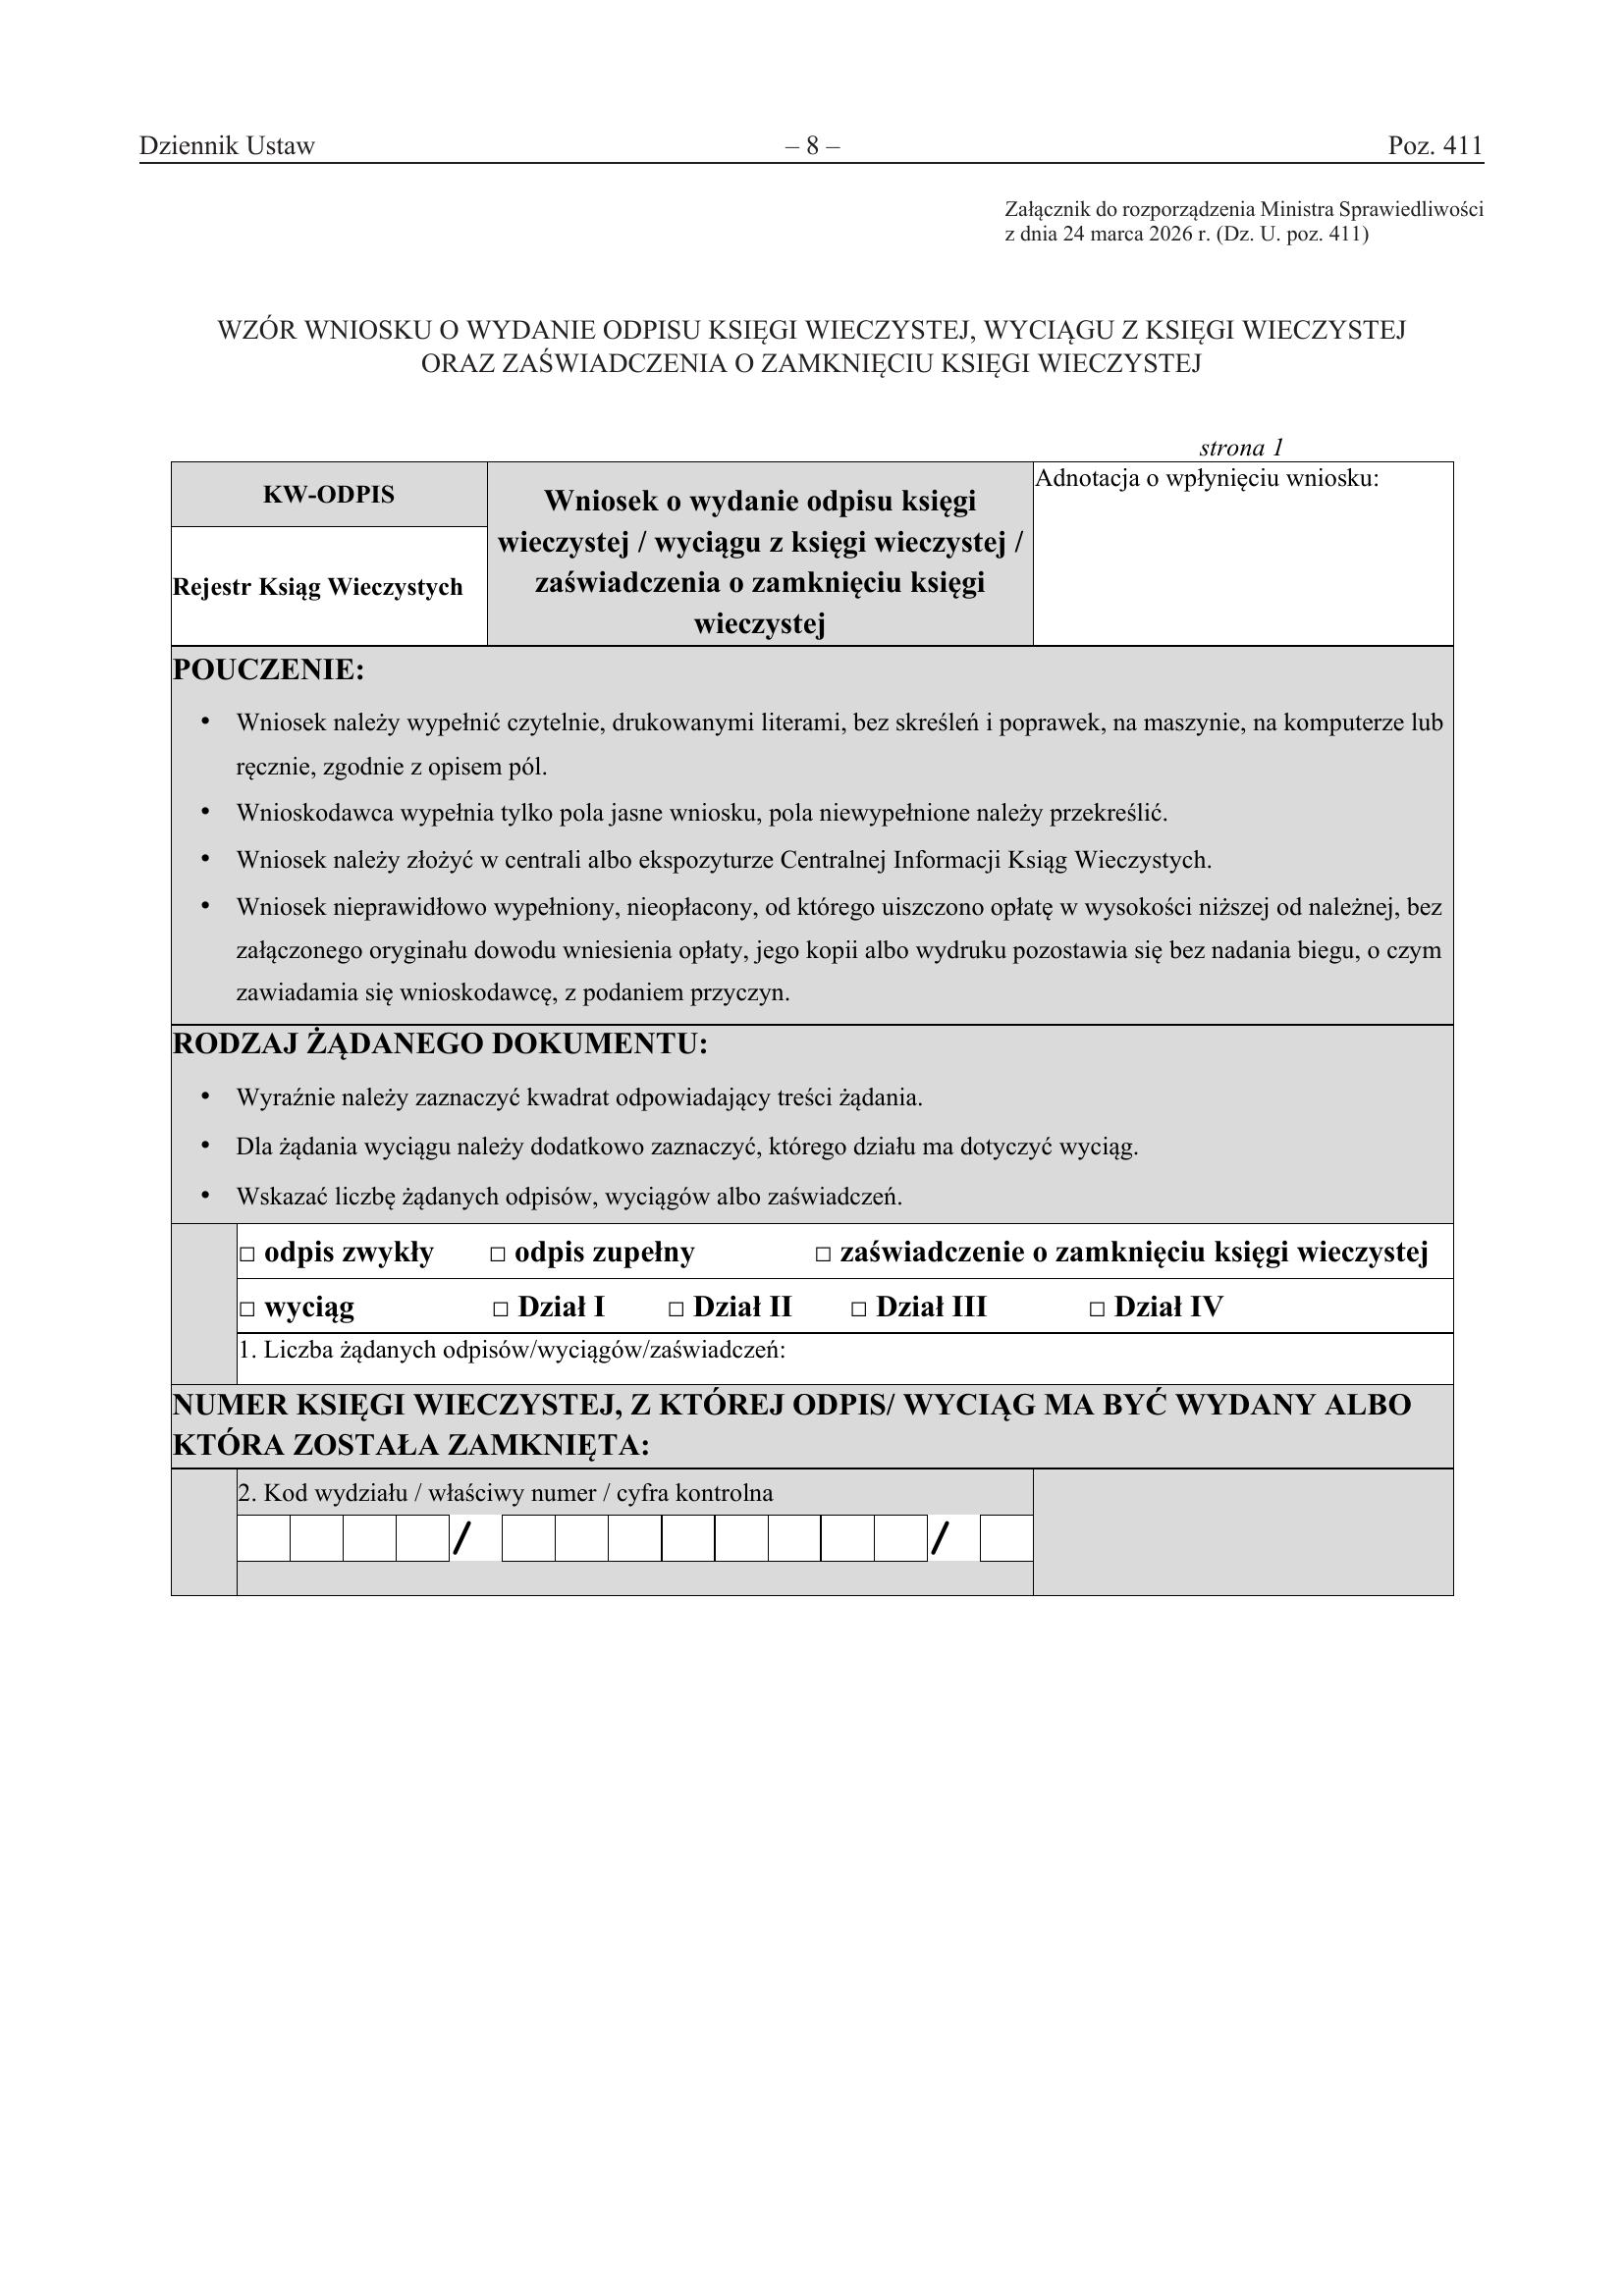 Dziennik Ustaw – 8 – Poz. 411
Załącznik do rozporządzenia Ministra Sprawiedliwości
z dnia 24 marca 2026 r. (Dz. U. poz. 411)
WZÓR WNIOSKU O WYDANIE ODPISU KSIĘGI WIECZYSTEJ, WYCIĄGU Z KSIĘGI WIECZYSTEJ
ORAZ ZAŚWIADCZENIA O ZAMKNIĘCIU KSIĘGI WIECZYSTEJ
strona 1
KW-ODPIS
Rejestr Ksiąg Wieczystych
Wniosek o wydanie odpisu księgi
wieczystej / wyciągu z księgi wieczystej /
zaświadczenia o zamknięciu księgi
wieczystej
Adnotacja o wpłynięciu wniosku:
POUCZENIE:
• Wniosek należy wypełnić czytelnie, drukowanymi literami, bez skreśleń i poprawek, na maszynie, na komputerze lub
ręcznie, zgodnie z opisem pól.
• Wnioskodawca wypełnia tylko pola jasne wniosku, pola niewypełnione należy przekreślić.
• Wniosek należy złożyć w centrali albo ekspozyturze Centralnej Informacji Ksiąg Wieczystych.
• Wniosek nieprawidłowo wypełniony, nieopłacony, od którego uiszczono opłatę w wysokości niższej od należnej, bez
załączonego oryginału dowodu wniesienia opłaty, jego kopii albo wydruku pozostawia się bez nadania biegu, o czym
zawiadamia się wnioskodawcę, z podaniem przyczyn.
RODZAJ ŻĄDANEGO DOKUMENTU:
• Wyraźnie należy zaznaczyć kwadrat odpowiadający treści żądania.
• Dla żądania wyciągu należy dodatkowo zaznaczyć, którego działu ma dotyczyć wyciąg.
• Wskazać liczbę żądanych odpisów, wyciągów albo zaświadczeń.
□ odpis zwykły □ odpis zupełny □ zaświadczenie o zamknięciu księgi wieczystej
□ wyciąg □ Dział I □ Dział II □ Dział III □ Dział IV
1. Liczba żądanych odpisów/wyciągów/zaświadczeń:
NUMER KSIĘGI WIECZYSTEJ, Z KTÓREJ ODPIS/ WYCIĄG MA BYĆ WYDANY ALBO
KTÓRA ZOSTAŁA ZAMKNIĘTA:
2. Kod wydziału / właściwy numer / cyfra kontrolna
/ /